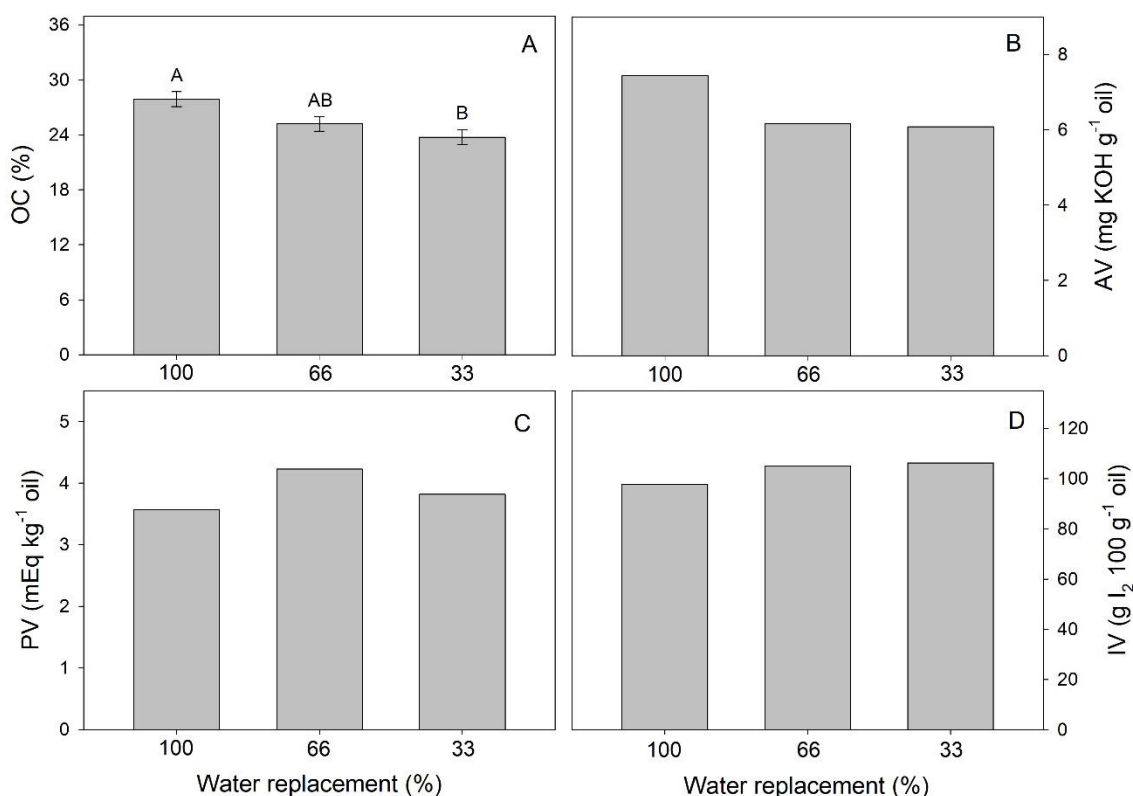 A
OC (%)
36
30
24
18
12
6
0
A
AB
B
100
66
33
B
AV (mg KOH g⁻¹ oil)
8
6
4
2
0
100
66
33
C
PV (mEq kg⁻¹ oil)
5
4
3
2
1
0
100
66
33
Water replacement (%)
D
IV (g I₂ 100 g⁻¹ oil)
120
100
80
60
40
20
0
100
66
33
Water replacement (%)